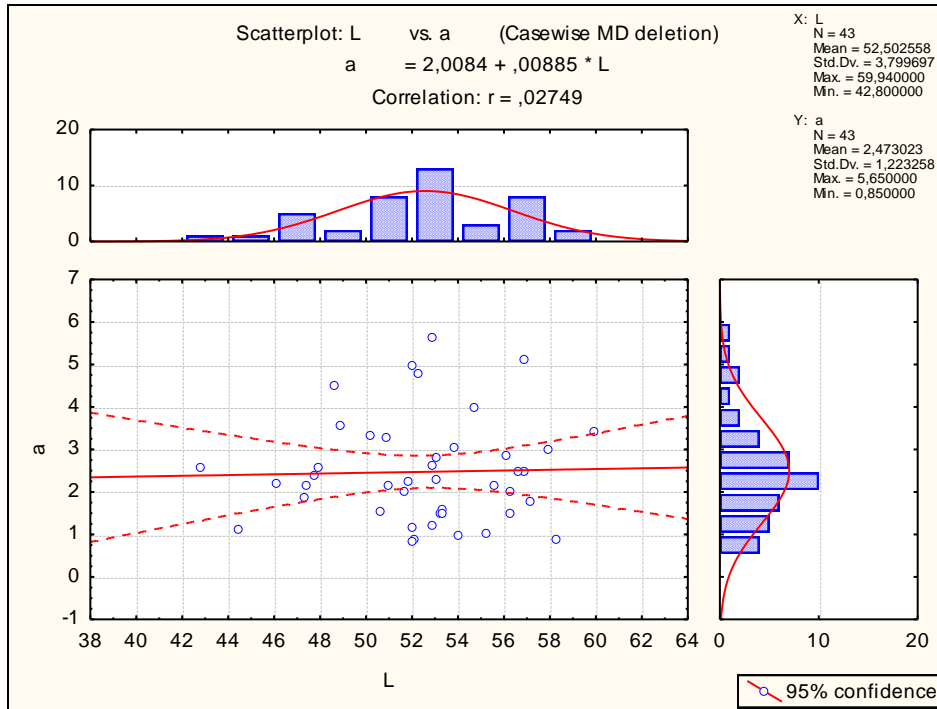 Scatterplot: L vs. a (Casewise MD deletion)
a = 2,0084 + ,00885 * L
Correlation: r = ,02749
X: L
N = 43
Mean = 52,502558
Std.Dv. = 3,799697
Max. = 59,940000
Min. = 42,800000
Y: a
N = 43
Mean = 2,473023
Std.Dv. = 1,223258
Max. = 5,650000
Min. = 0,850000
20
10
0
7
6
5
4
3
2
1
0
-1
a
38 40 42 44 46 48 50 52 54 56 58 60 62 64
L
0 10 20
95% confidence